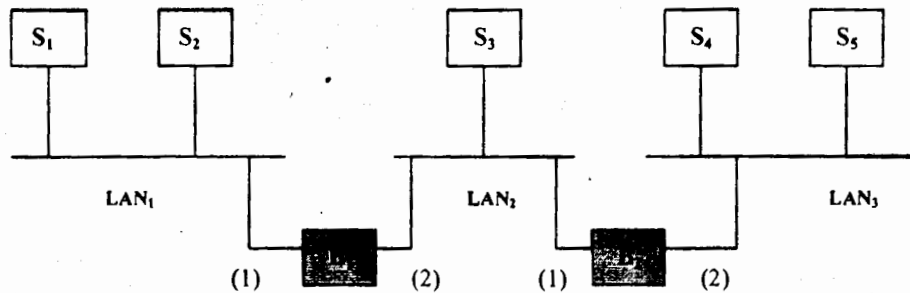 S₁ S₂ S₃ S₄ S₅
LAN₁ LAN₂ LAN₃
(1) (2) (1) (2)